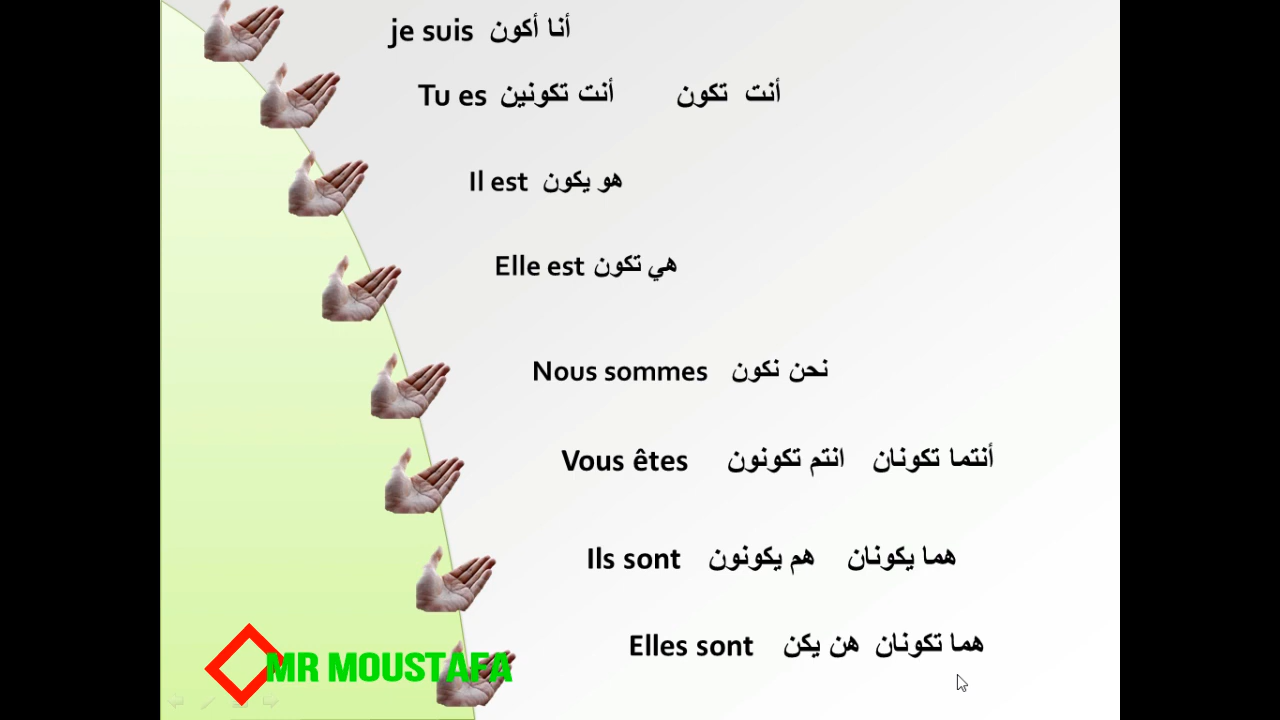 je suis أنا أكون
Tu es أنت تكونين أنت تكون
Il est هو يكون
Elle est هي تكون
Nous sommes نحن نكون
Vous êtes انتم تكونون أنتما تكونان
Ils sont هم يكونون هما يكونان
Elles sont هن يكن هما تكونان
MR MOUSTAFA